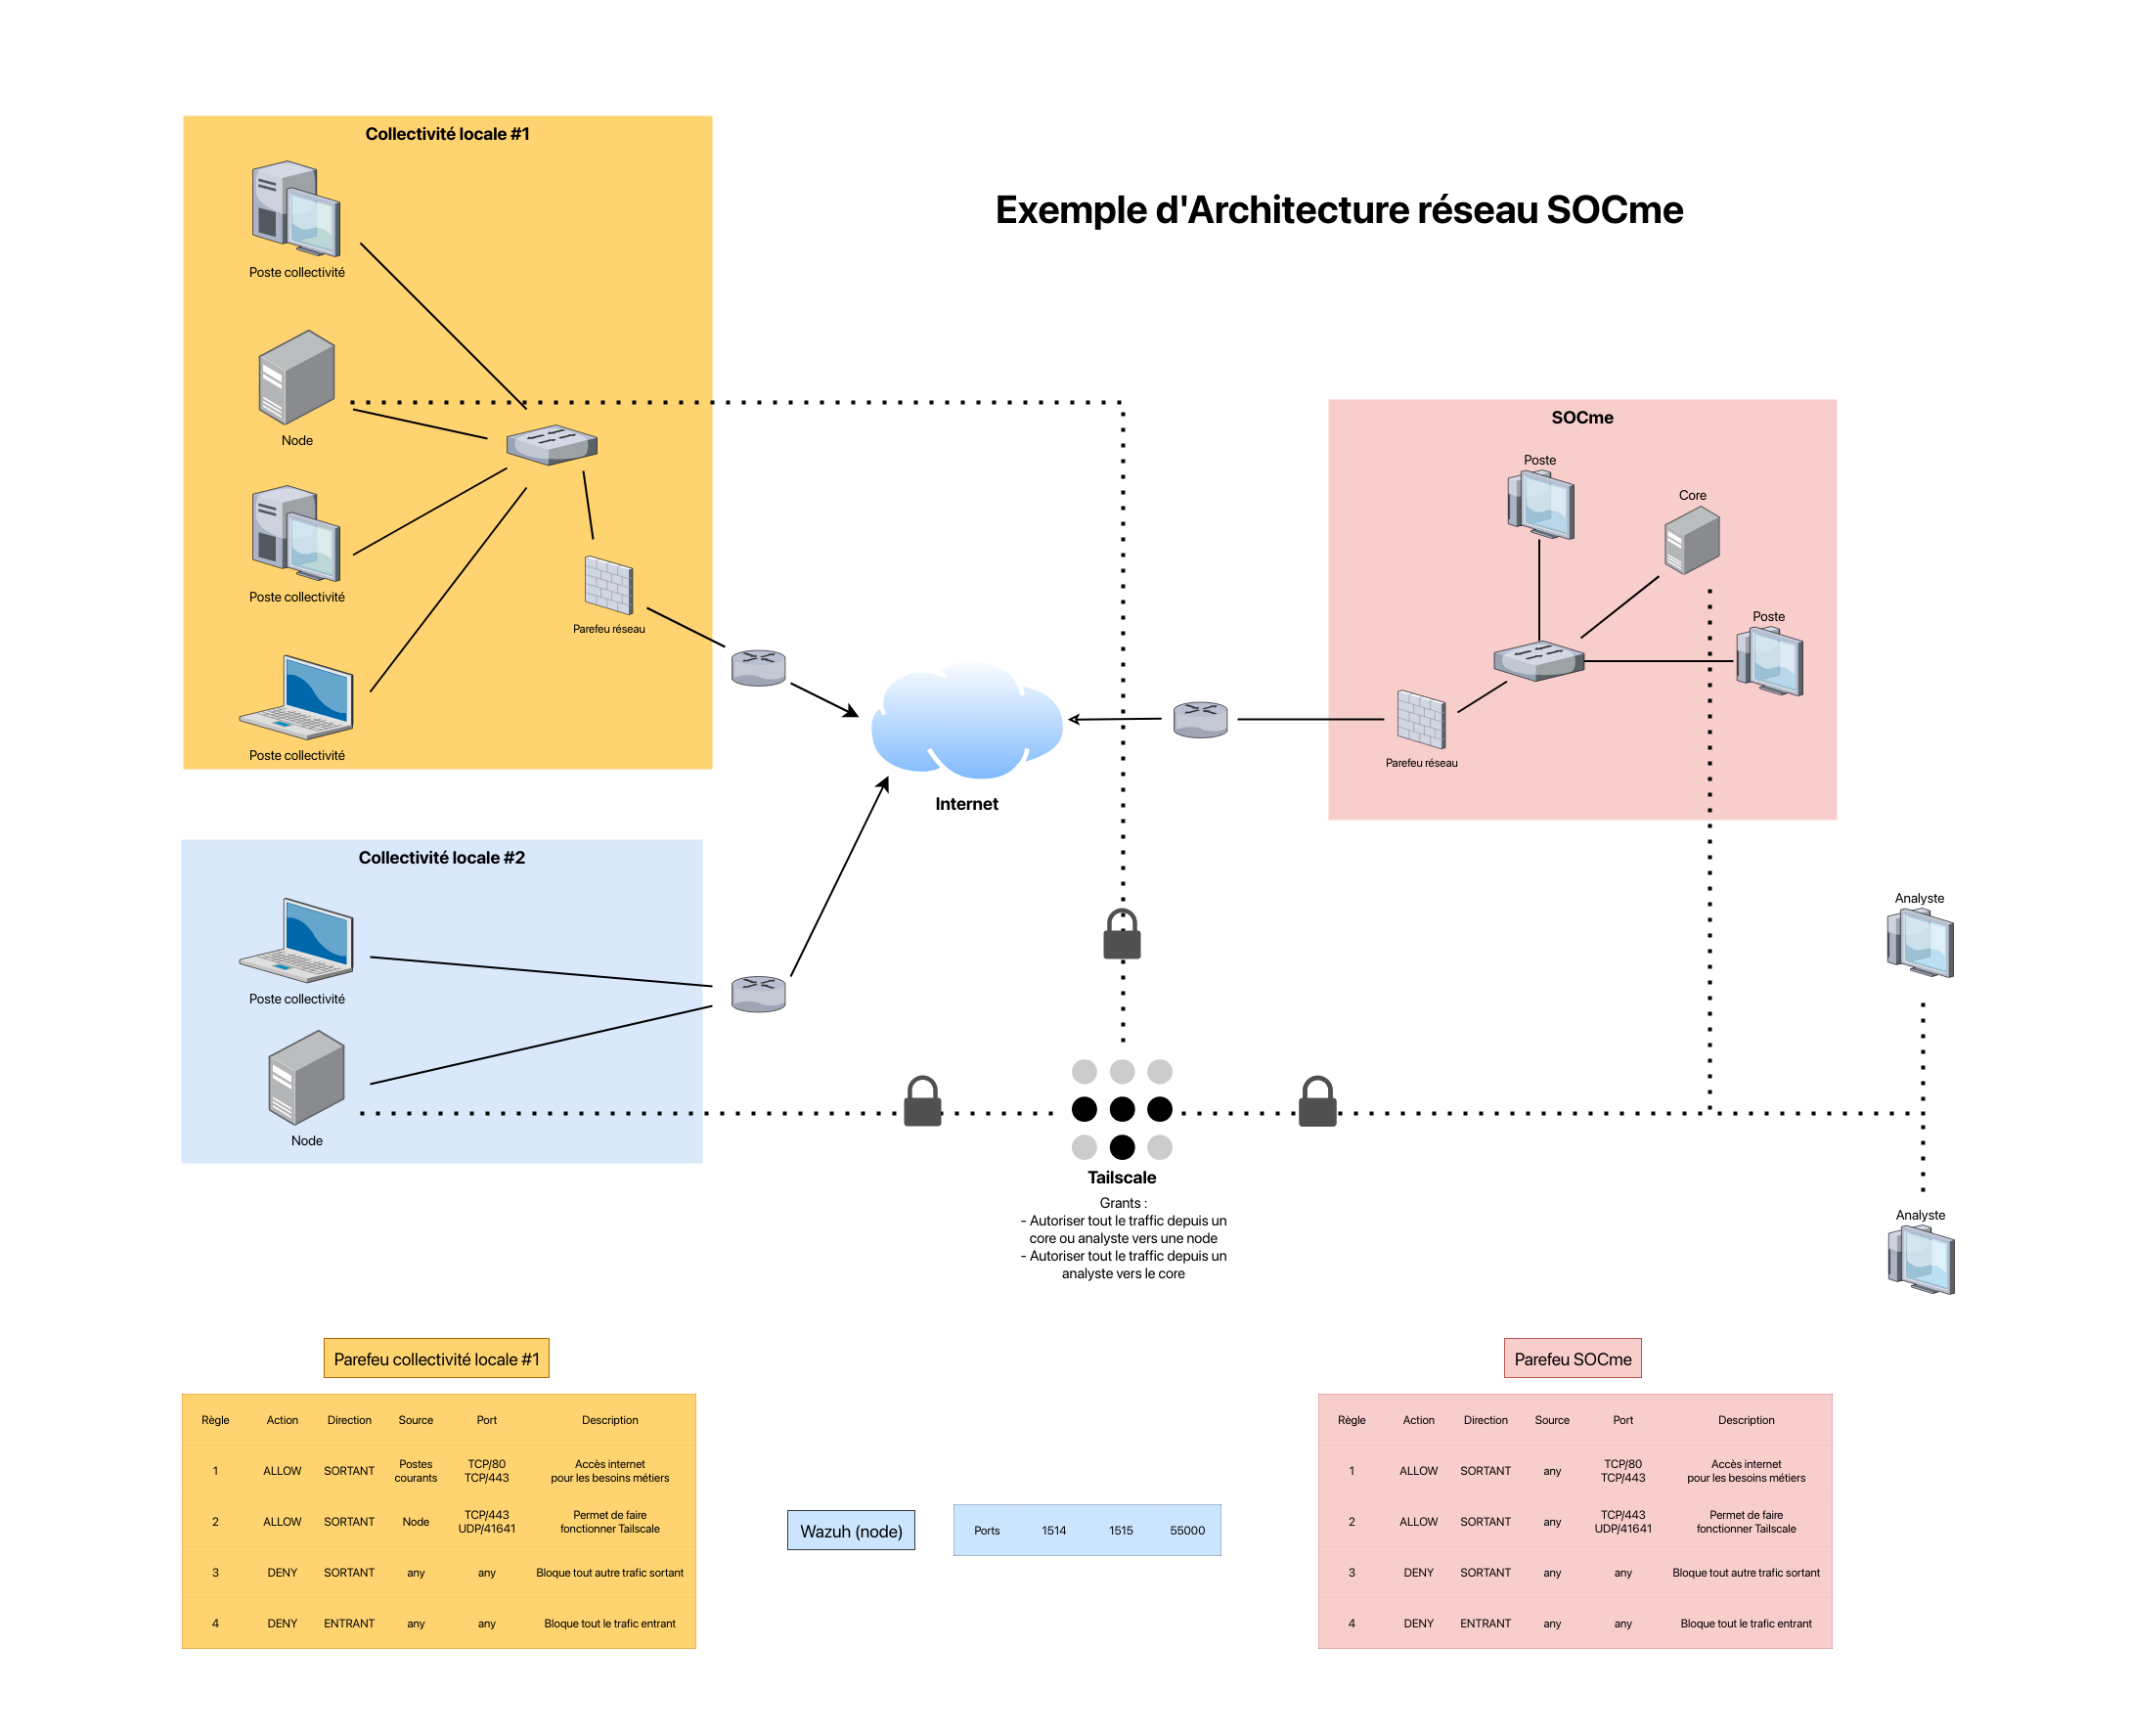 Exemple d'Architecture réseau SOCme
Collectivité locale #1
Poste collectivité
Node
Poste collectivité
Parefeu réseau
Poste collectivité
Internet
SOCme
Poste
Core
Poste
Parefeu réseau
Collectivité locale #2
Poste collectivité
Node
Analyste
Analyste
Tailscale
Grants :
- Autoriser tout le traffic depuis un
core ou analyste vers une node
- Autoriser tout le traffic depuis un
analyste vers le core
Parefeu collectivité locale #1
Règle Action Direction Source Port Description
1 ALLOW SORTANT Postes courants TCP/80 TCP/443 Accès internet pour les besoins métiers
2 ALLOW SORTANT Node TCP/443 UDP/41641 Permet de faire fonctionner Tailscale
3 DENY SORTANT any any Bloque tout autre trafic sortant
4 DENY ENTRANT any any Bloque tout le trafic entrant
Wazuh (node)
Ports 1514 1515 55000
Parefeu SOCme
Règle Action Direction Source Port Description
1 ALLOW SORTANT any TCP/80 TCP/443 Accès internet pour les besoins métiers
2 ALLOW SORTANT any TCP/443 UDP/41641 Permet de faire fonctionner Tailscale
3 DENY SORTANT any any Bloque tout autre trafic sortant
4 DENY ENTRANT any any Bloque tout le trafic entrant